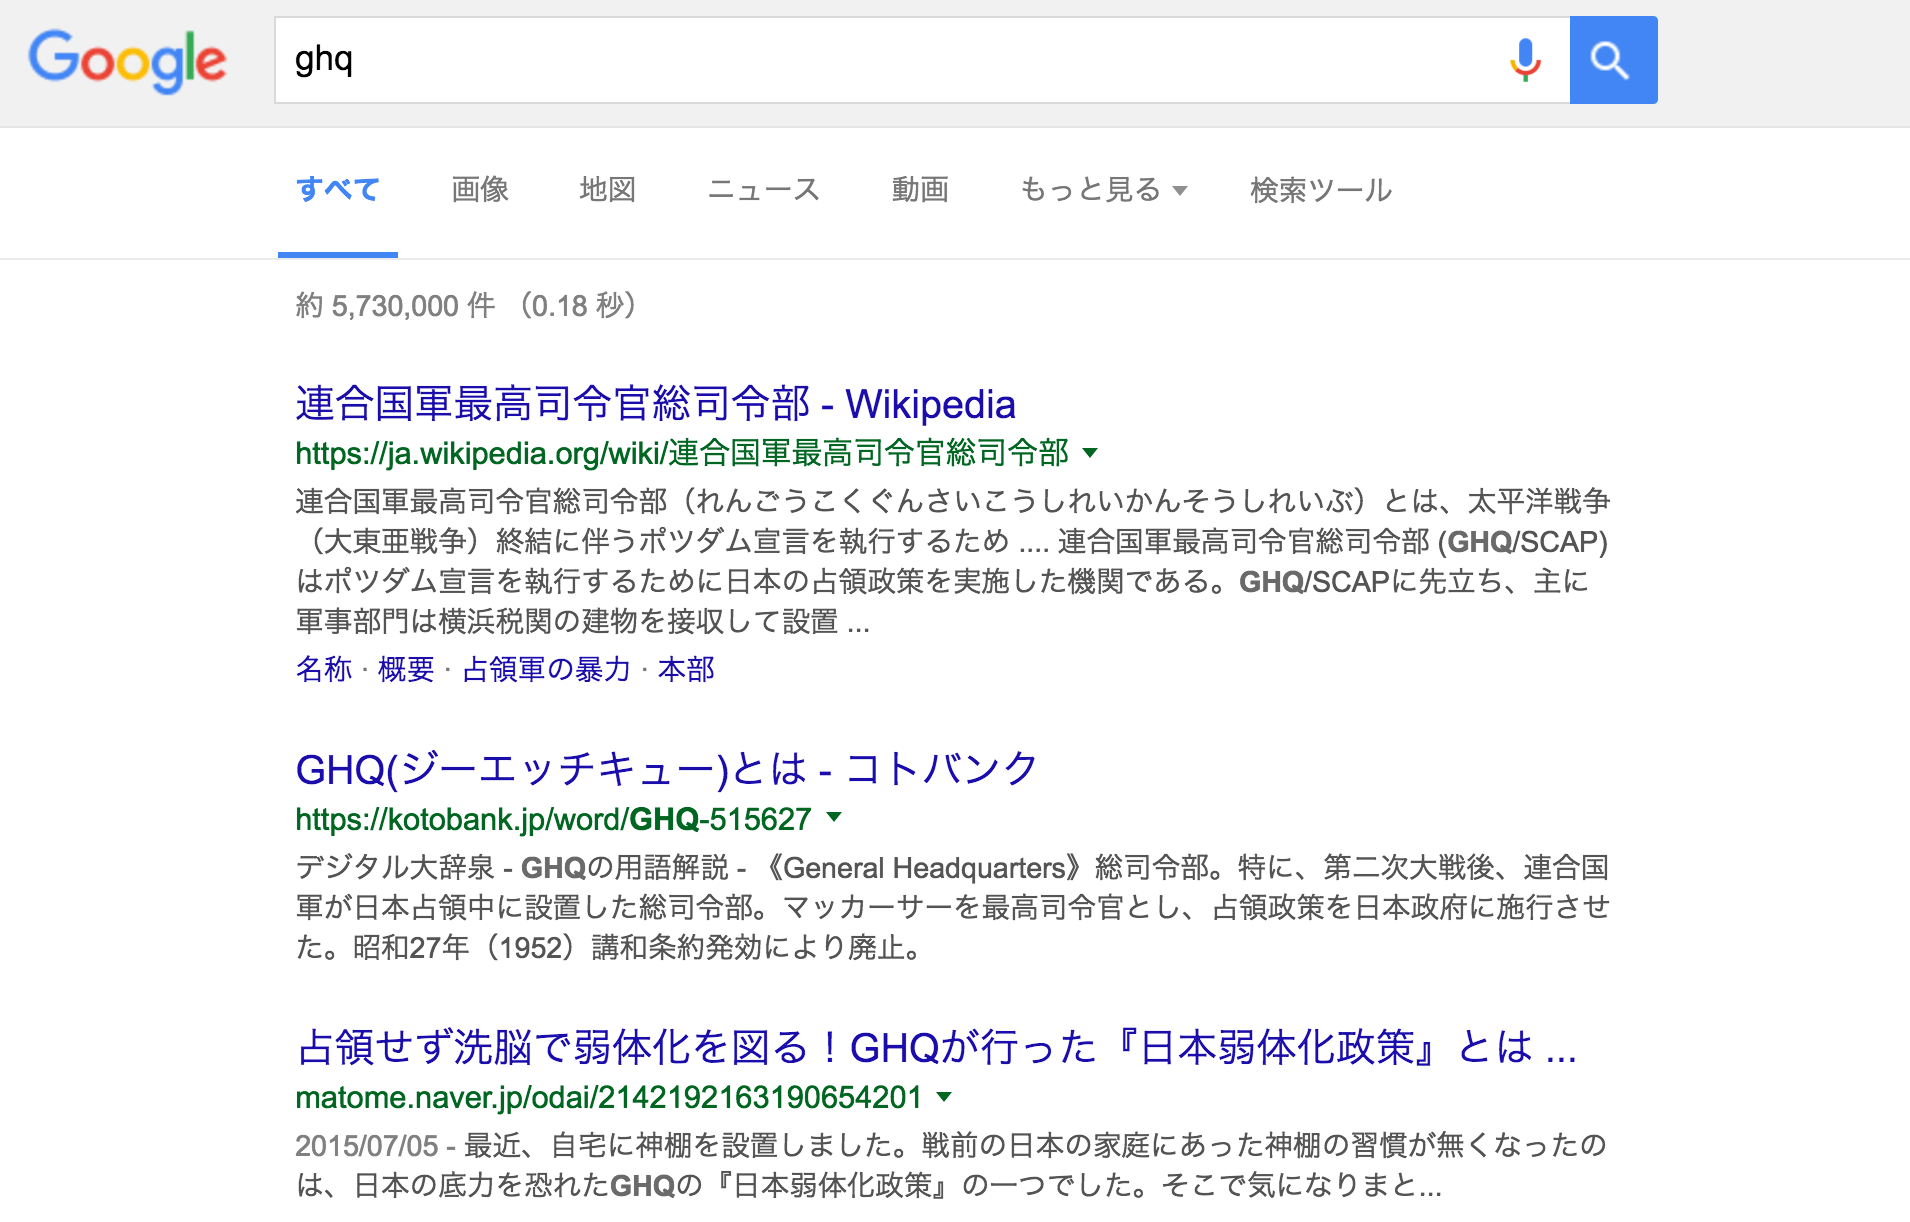 Google
ghq
すべて 画像 地図 ニュース 動画 もっと見る 検索ツール
約 5,730,000 件 （0.18 秒）
連合国軍最高司令官総司令部 - Wikipedia
https://ja.wikipedia.org/wiki/連合国軍最高司令官総司令部
連合国軍最高司令官総司令部（れんごうこくぐんさいこうしれいかんそうしれいぶ）とは、太平洋戦争
（大東亜戦争）終結に伴うポツダム宣言を執行するため .... 連合国軍最高司令官総司令部 (GHQ/SCAP)
はポツダム宣言を執行するために日本の占領政策を実施した機関である。GHQ/SCAPに先立ち、主に
軍事部門は横浜税関の建物を接収して設置 ...
名称 · 概要 · 占領軍の暴力 · 本部
GHQ(ジーエッチキュー)とは - コトバンク
https://kotobank.jp/word/GHQ-515627
デジタル大辞泉 - GHQの用語解説 - 《General Headquarters》総司令部。特に、第二次大戦後、連合国
軍が日本占領中に設置した総司令部。マッカーサーを最高司令官とし、占領政策を日本政府に施行させ
た。昭和27年（1952）講和条約発効により廃止。
占領せず洗脳で弱体化を図る！GHQが行った『日本弱体化政策』とは ...
matome.naver.jp/odai/2142192163190654201
2015/07/05 - 最近、自宅に神棚を設置しました。戦前の日本の家庭にあった神棚の習慣が無くなったの
は、日本の底力を恐れたGHQの『日本弱体化政策』の一つでした。そこで気になりまと...